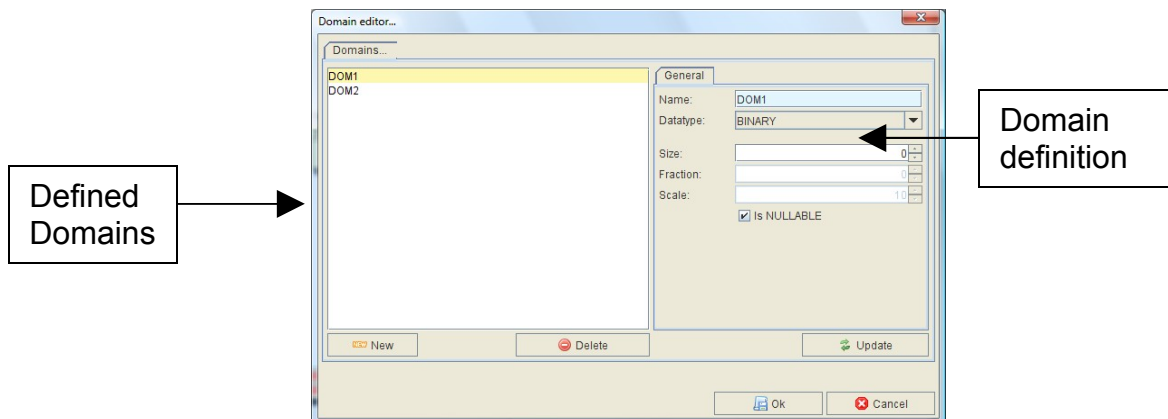 Domain editor...
Domains...
DOM1
DOM2
General
Name: DOM1
Datatype: BINARY
Size: 0
Fraction: 0
Scale: 10
Is NULLABLE
New
Delete
Update
Ok
Cancel
Defined
Domains
Domain
definition